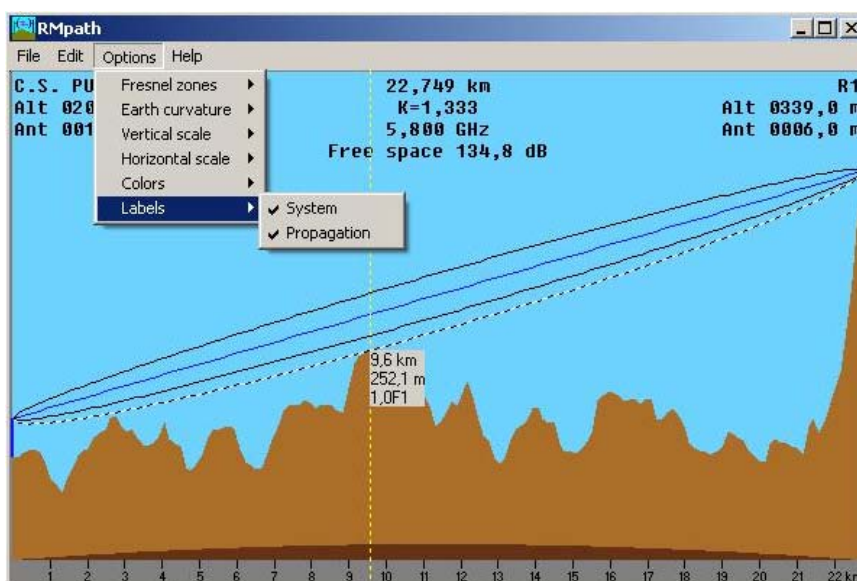 RMpath
File Edit Options Help
C.S. PU
Alt 020
Ant 001
22,749 km
K=1,333
5,800 GHz
Free space 134,8 dB
R1
Alt 0339,0 m
Ant 0006,0 m
Fresnel zones
Earth curvature
Vertical scale
Horizontal scale
Colors
Labels
System
Propagation
9,6 km
252,1 m
1,0F1
1 2 3 4 5 6 7 8 9 10 11 12 13 14 15 16 17 18 19 20 21 22 k